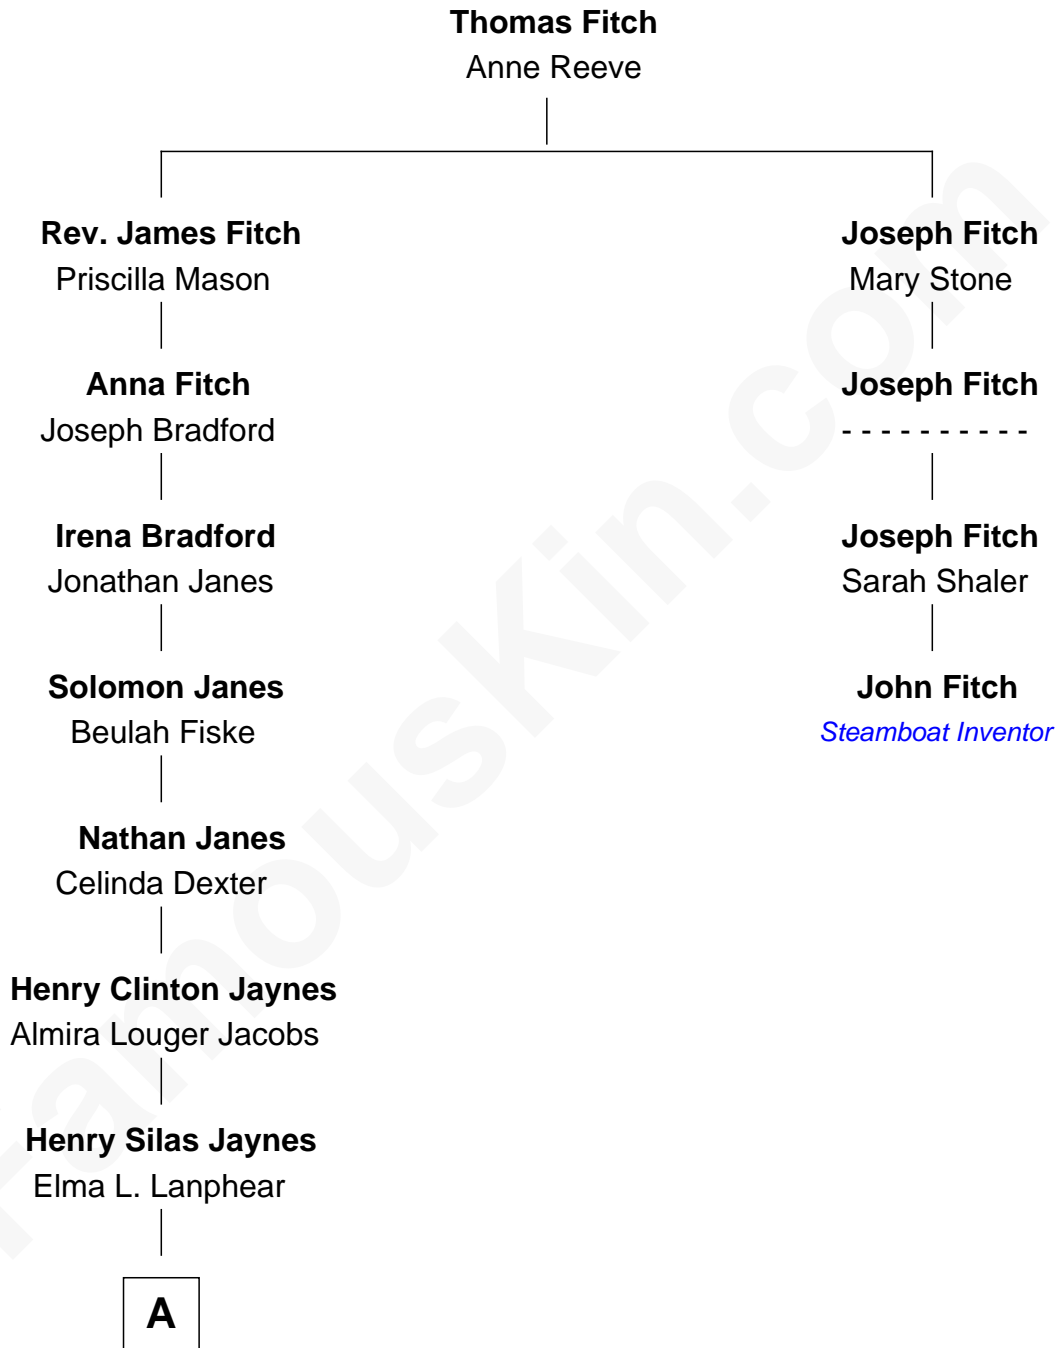 Thomas Fitch
Anne Reeve
Rev. James Fitch
Priscilla Mason
Joseph Fitch
Mary Stone
Anna Fitch
Joseph Bradford
Joseph Fitch
- - - - - - - - - -
Irena Bradford
Jonathan Janes
Joseph Fitch
Sarah Shaler
Solomon Janes
Beulah Fiske
John Fitch
Steamboat Inventor
Nathan Janes
Celinda Dexter
Henry Clinton Jaynes
Almira Louger Jacobs
Henry Silas Jaynes
Elma L. Lanphear
A
FamousKin.com